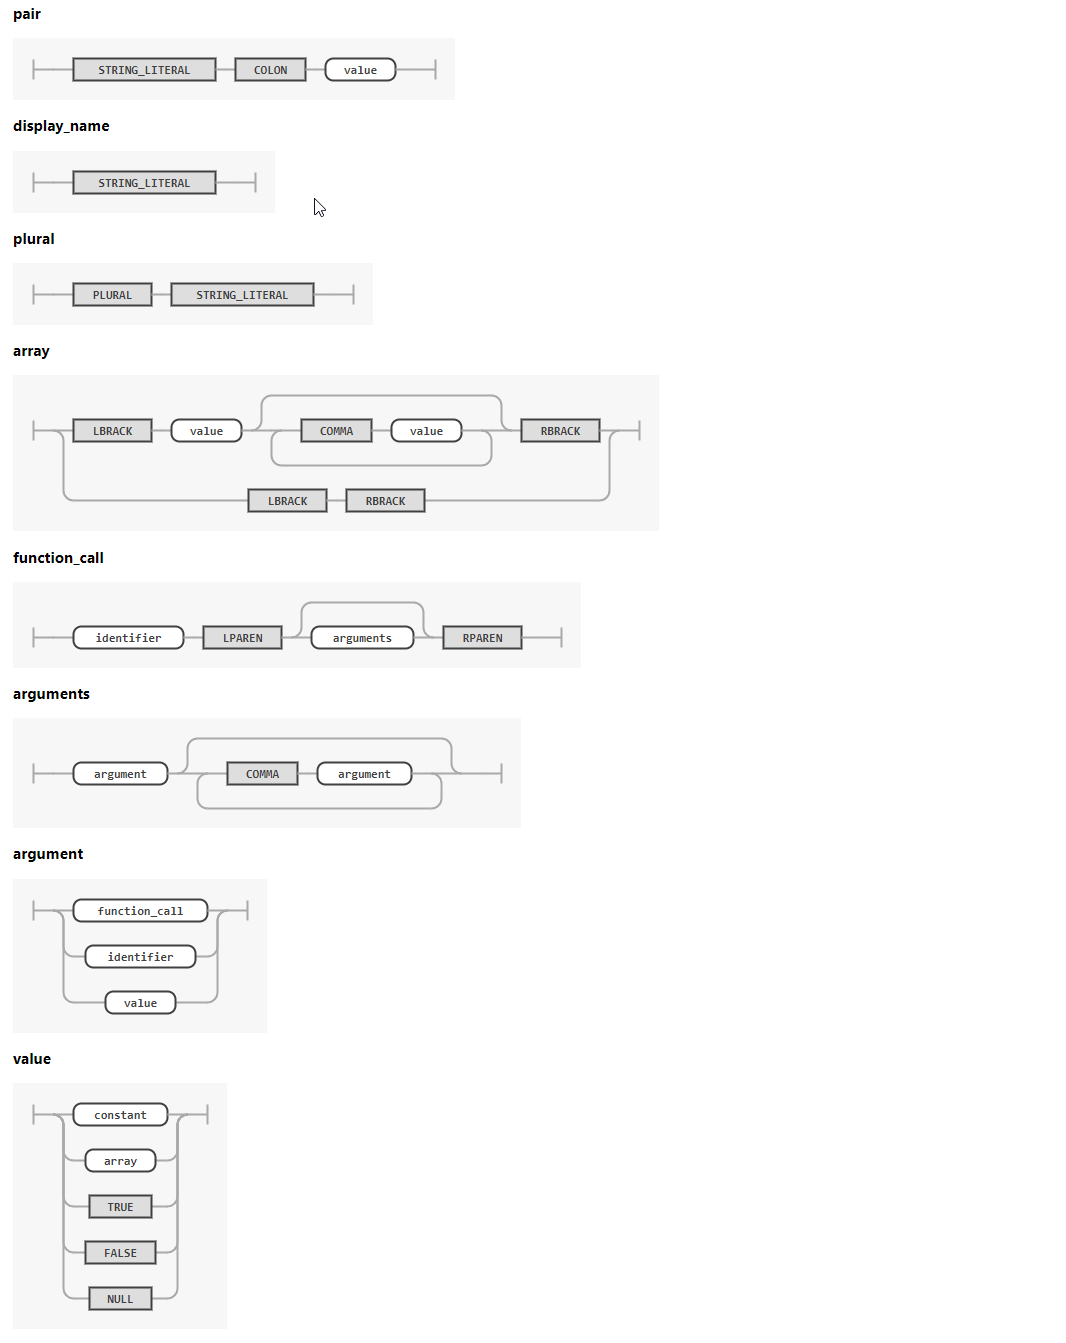 pair
STRING_LITERAL COLON value
display_name
STRING_LITERAL
plural
PLURAL STRING_LITERAL
array
LBRACK value COMMA value RBRACK
LBRACK RBRACK
function_call
identifier LPAREN arguments RPAREN
arguments
argument COMMA argument
argument
function_call
identifier
value
value
constant
array
TRUE
FALSE
NULL